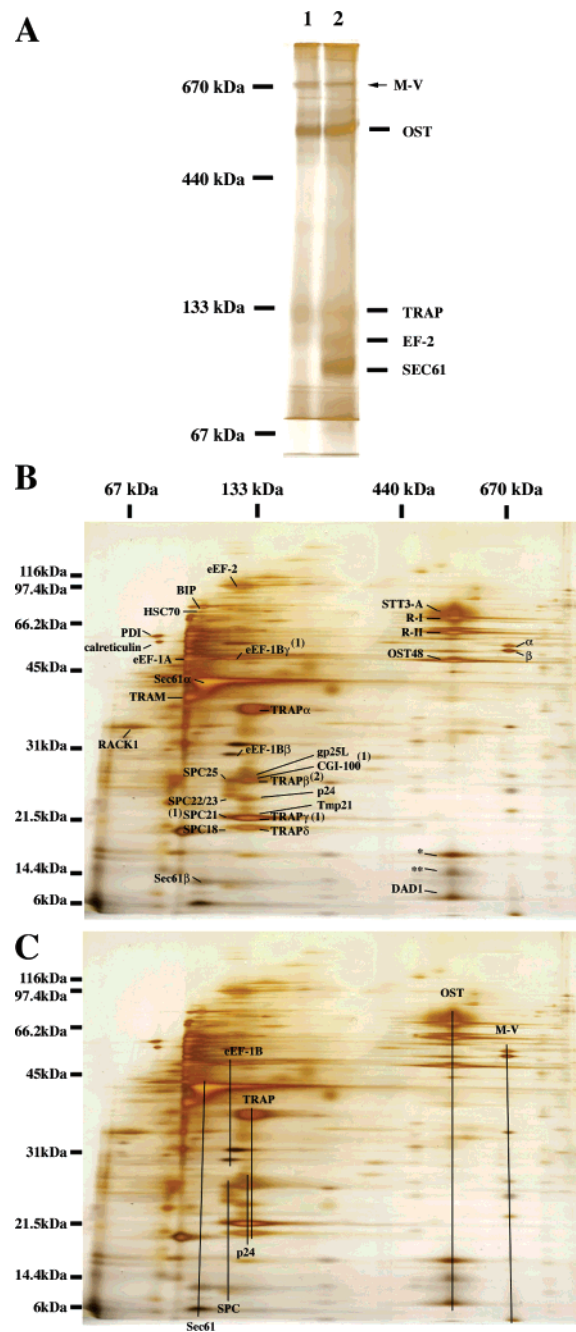 A
1 2
670 kDa
M-V
OST
440 kDa
133 kDa
TRAP
EF-2
SEC61
67 kDa
B
67 kDa 133 kDa 440 kDa 670 kDa
116kDa
97.4kDa
66.2kDa
45kDa
31kDa
21.5kDa
14.4kDa
6kDa
eEF-2
BIP
HSC70
PDI
calreticulin
eEF-1A
eEF-1Bγ(1)
Sec61α
TRAM
TRAPα
RACK1
eEF-1Bβ
gp25L (1)
CGI-100
SPC25
TRAPβ(2)
p24
SPC22/23
Tmp21
(1)SPC21
TRAPγ(1)
SPC18
TRAPδ
Sec61β
STT3-A
R-I
R-II
α
β
OST48
*
**
DAD1
C
116kDa
97.4kDa
66.2kDa
45kDa
31kDa
21.5kDa
14.4kDa
6kDa
OST
M-V
eEF-1B
TRAP
p24
SPC
Sec61